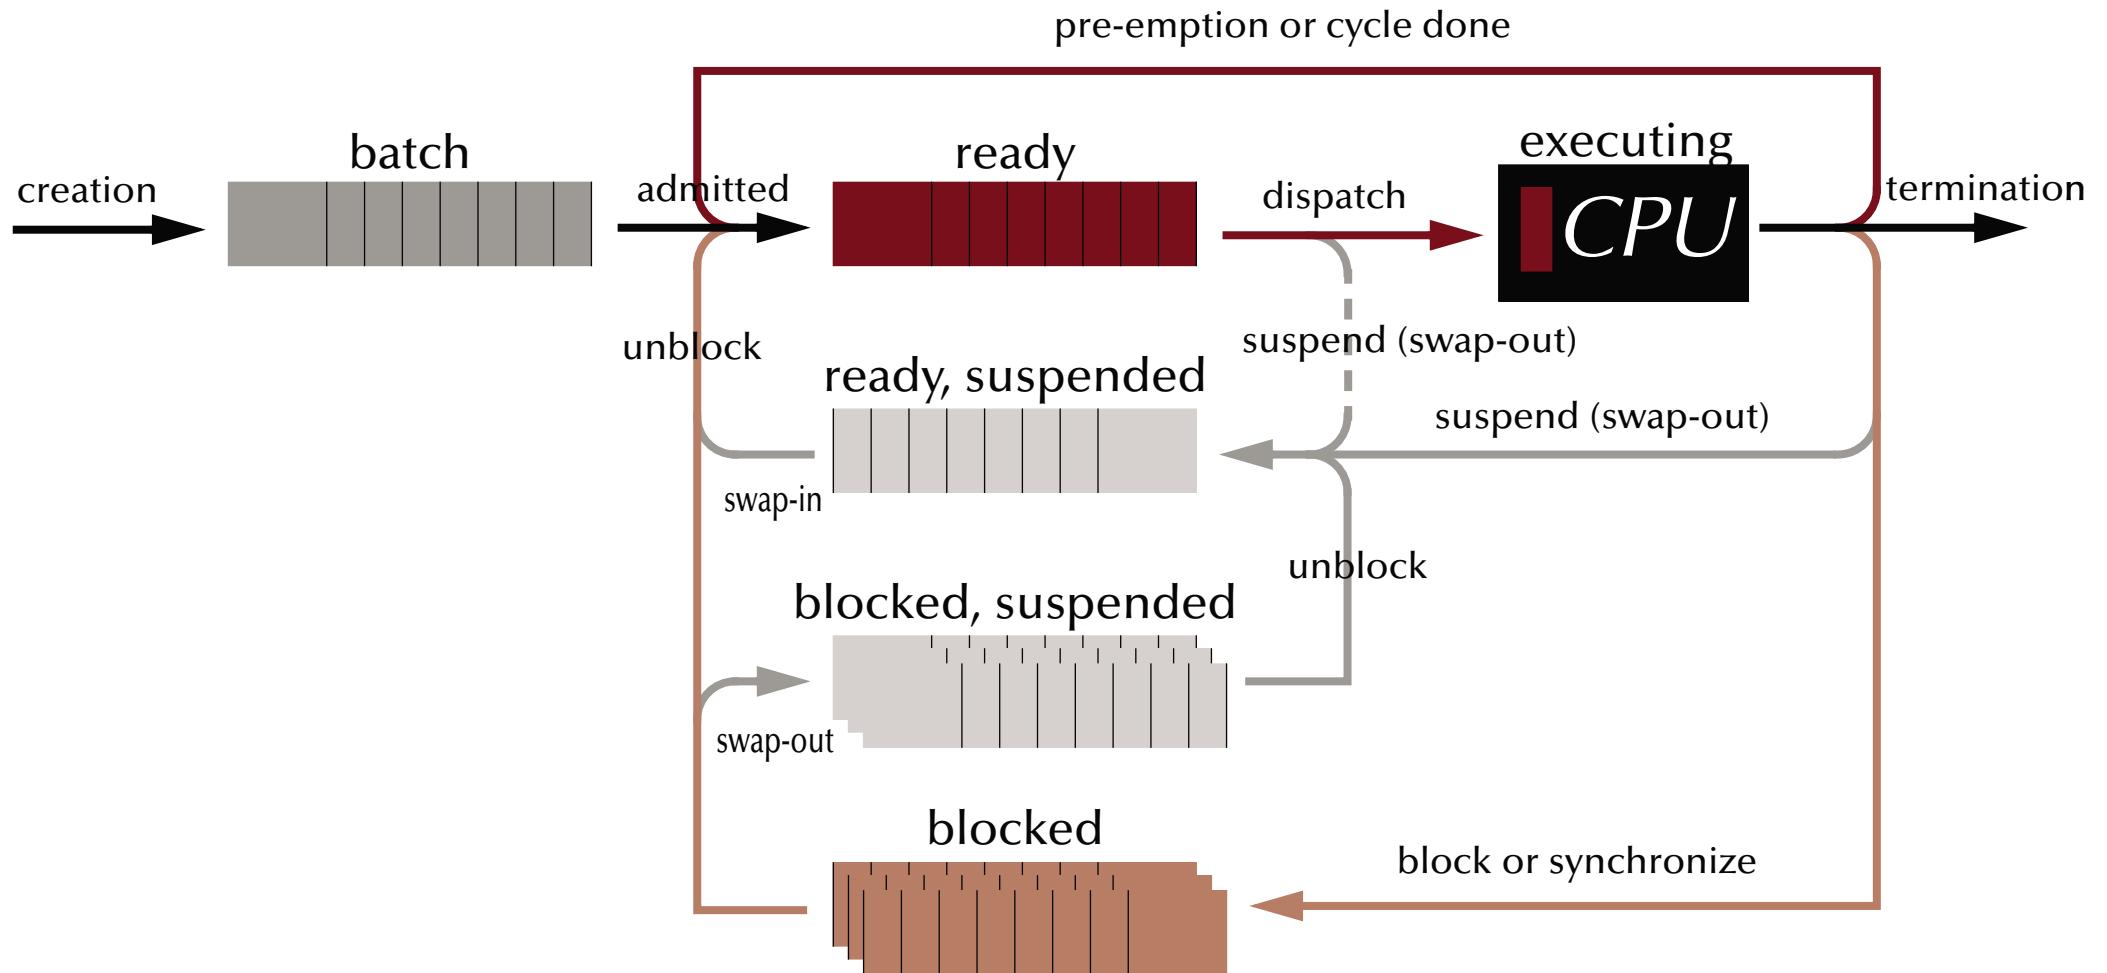 pre-emption or cycle done
batch
ready
executing
creation
admitted
dispatch
CPU
termination
unblock
suspend (swap-out)
ready, suspended
suspend (swap-out)
swap-in
unblock
blocked, suspended
swap-out
blocked
block or synchronize